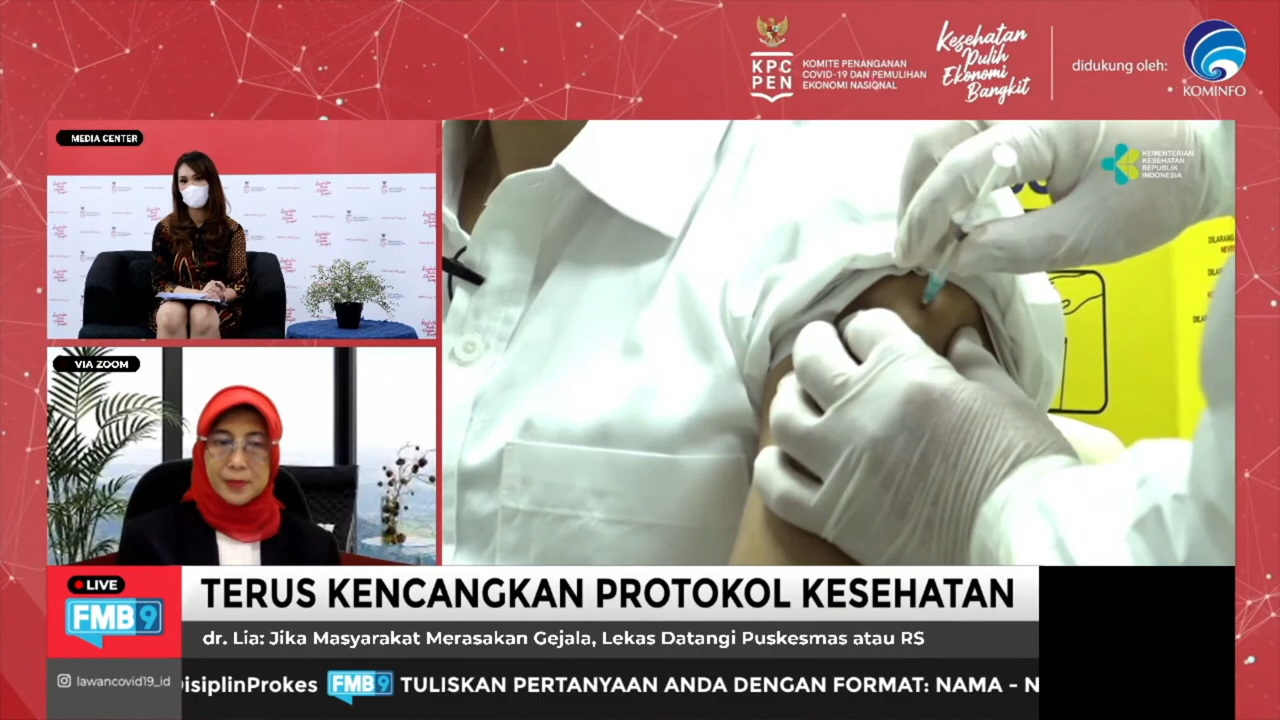 KPC
PEN
KOMITE PENANGANAN
COVID-19 DAN PEMULIHAN
EKONOMI NASIONAL
Kesehatan
Pulih
Ekonomi
Bangkit
didukung oleh:
KOMINFO
MEDIA CENTER
KEMENTERIAN
KESEHATAN
REPUBLIK
INDONESIA
VIA ZOOM
LIVE
FMB9
TERUS KENCANGKAN PROTOKOL KESEHATAN
dr. Lia: Jika Masyarakat Merasakan Gejala, Lekas Datangi Puskesmas atau RS
lawancovid19_id
isiplinProkes FMB9 TULISKAN PERTANYAAN ANDA DENGAN FORMAT: NAMA - N